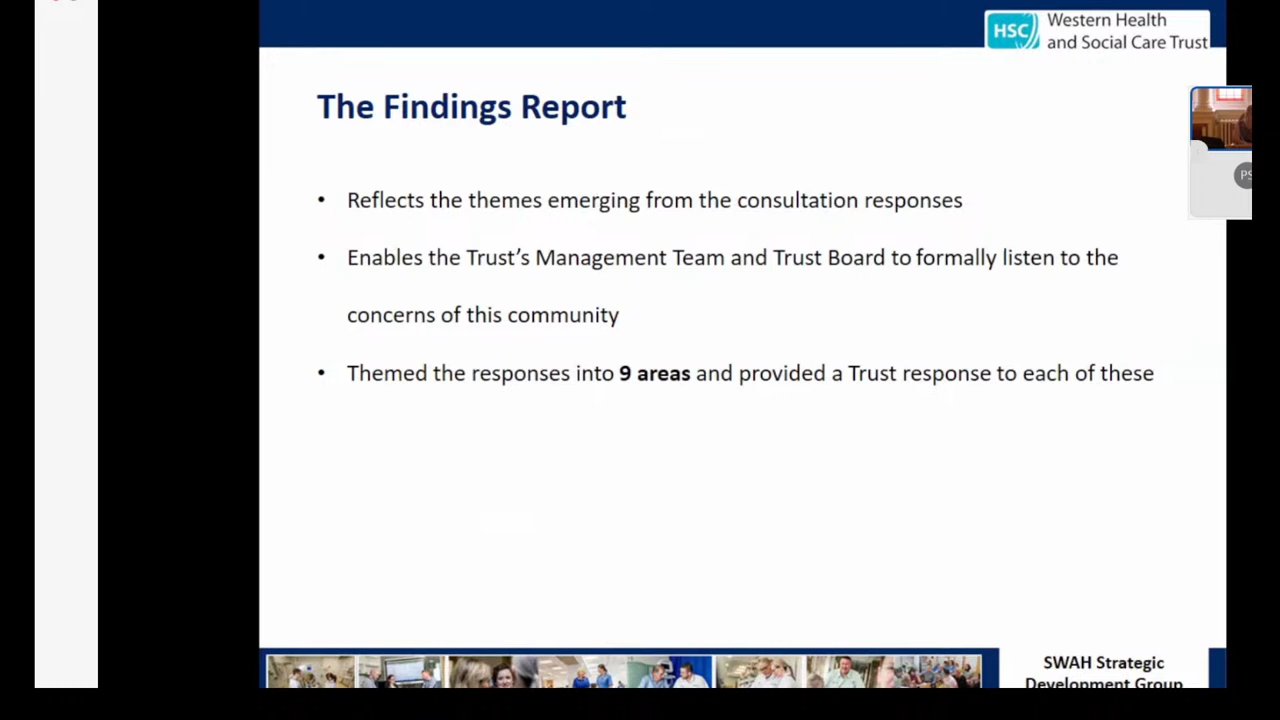 HSC
Western Health
and Social Care Trust
The Findings Report
• Reflects the themes emerging from the consultation responses
• Enables the Trust’s Management Team and Trust Board to formally listen to the
concerns of this community
• Themed the responses into 9 areas and provided a Trust response to each of these
PS
SWAH Strategic
Development Group